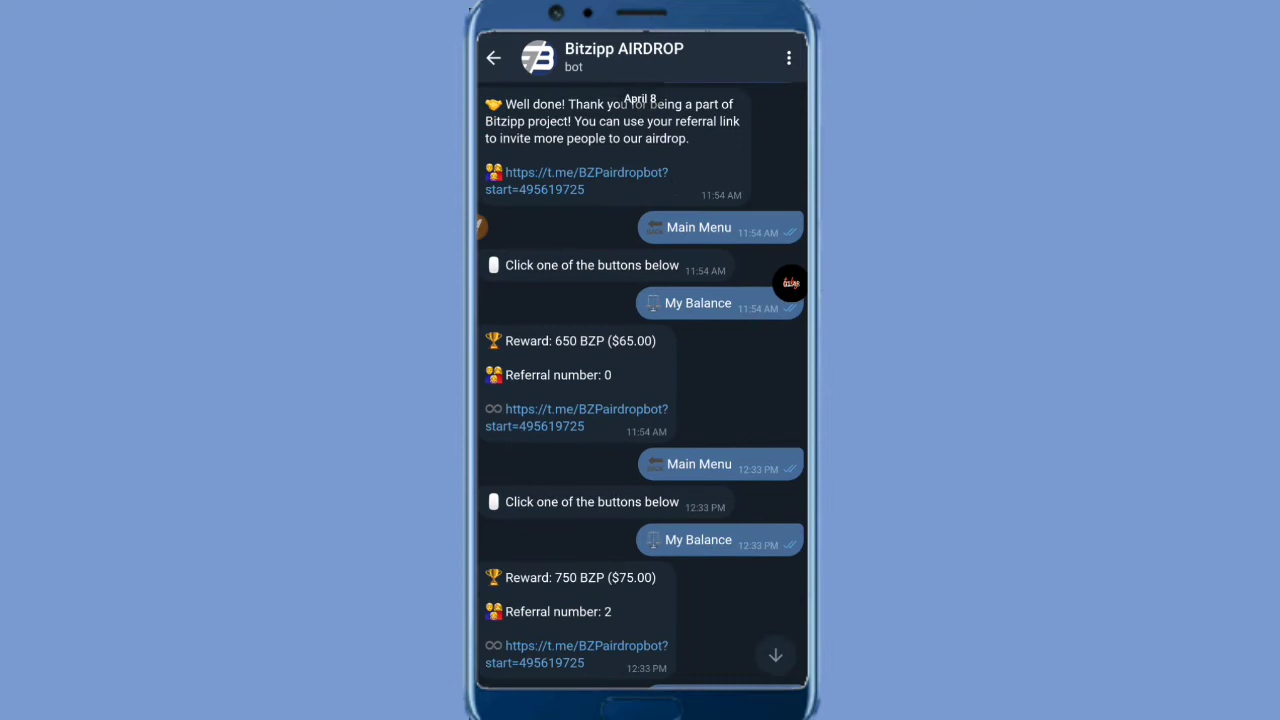 Bitzipp AIRDROP
bot
April 8
Well done! Thank you for being a part of
Bitzipp project! You can use your referral link
to invite more people to our airdrop.
https://t.me/BZPairdropbot?
start=495619725
11:54 AM
Main Menu 11:54 AM
Click one of the buttons below 11:54 AM
My Balance 11:54 AM
Reward: 650 BZP ($65.00)
Referral number: 0
https://t.me/BZPairdropbot?
start=495619725
11:54 AM
Main Menu 12:33 PM
Click one of the buttons below 12:33 PM
My Balance 12:33 PM
Reward: 750 BZP ($75.00)
Referral number: 2
https://t.me/BZPairdropbot?
start=495619725
12:33 PM